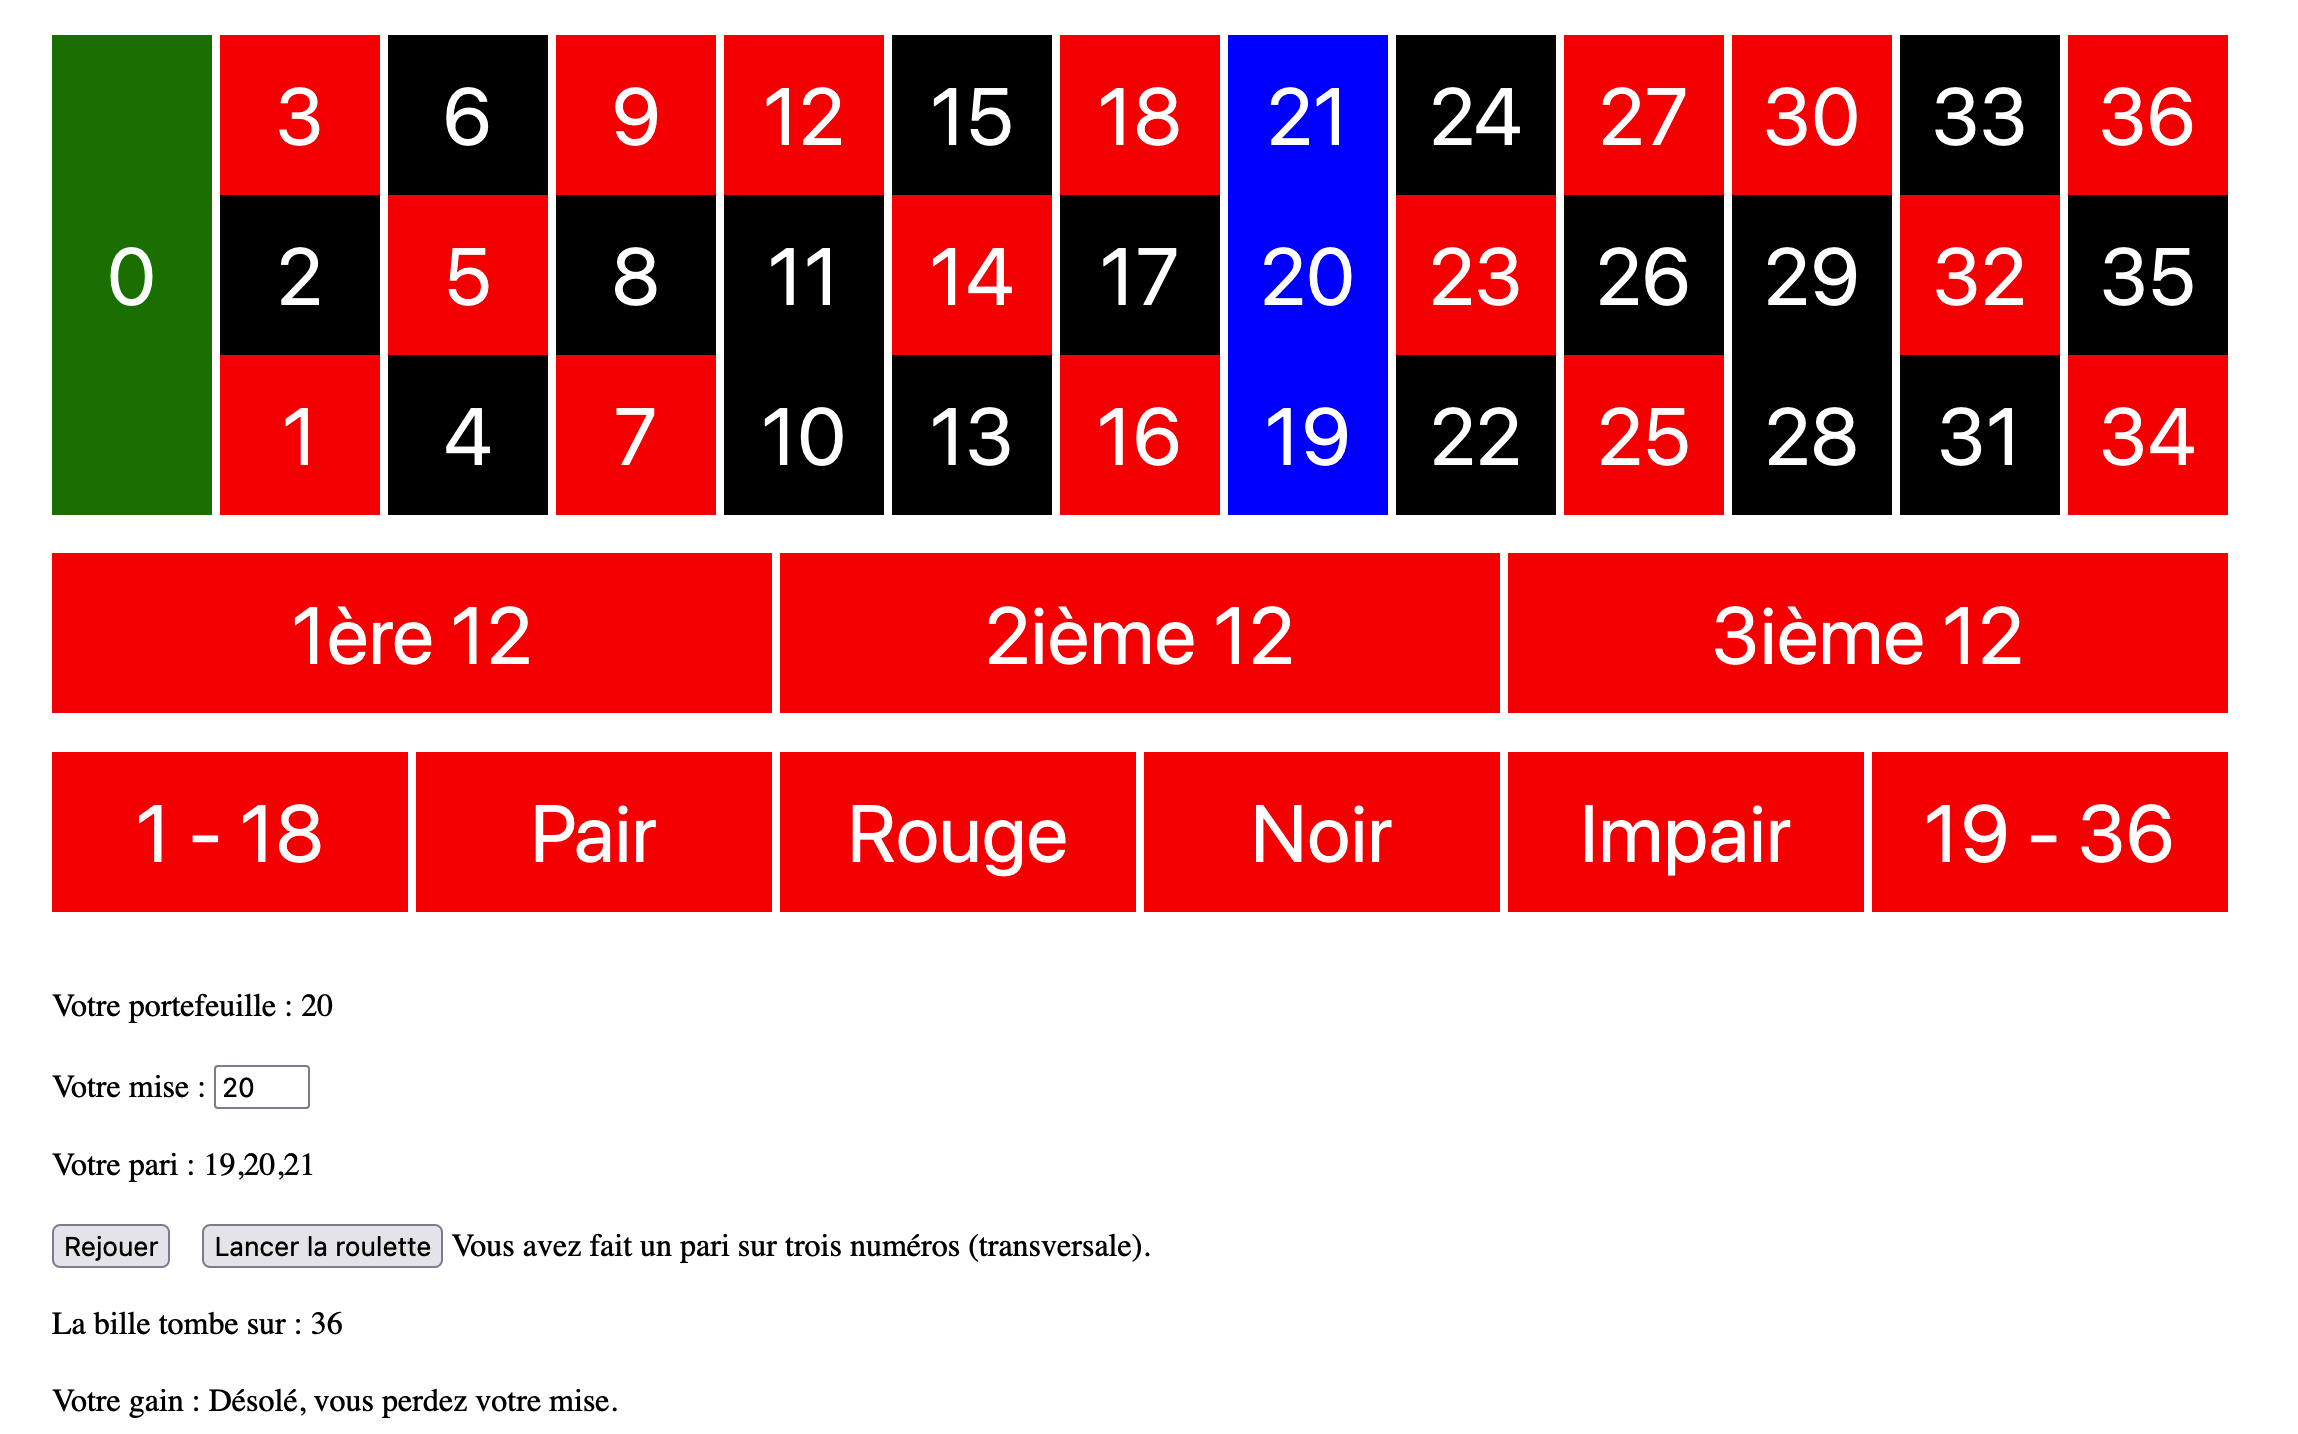 3 6 9 12 15 18 21 24 27 30 33 36
0 2 5 8 11 14 17 20 23 26 29 32 35
1 4 7 10 13 16 19 22 25 28 31 34
1ère 12 2ième 12 3ième 12
1 - 18 Pair Rouge Noir Impair 19 - 36
Votre portefeuille : 20
Votre mise : 20
Votre pari : 19,20,21
Rejouer Lancer la roulette Vous avez fait un pari sur trois numéros (transversale).
La bille tombe sur : 36
Votre gain : Désolé, vous perdez votre mise.